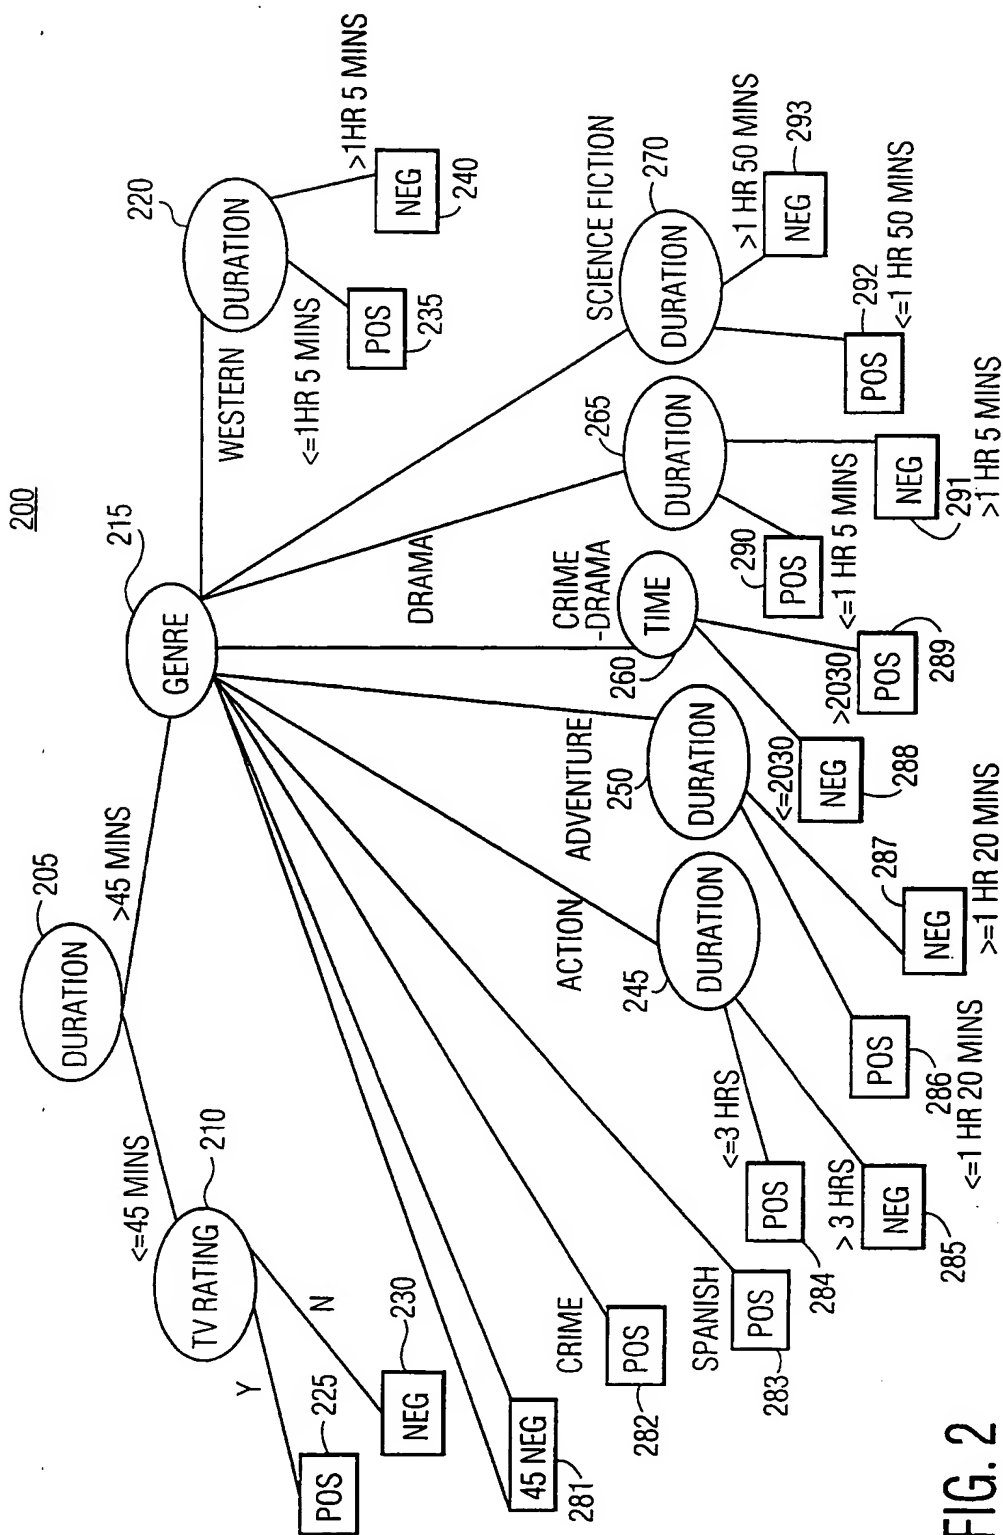 200
DURATION
205
<=45 MINS
>45 MINS
TV RATING
210
GENRE
215
Y
N
POS
225
NEG
230
WESTERN
DURATION
220
<=1HR 5 MINS
>1HR 5 MINS
POS
235
NEG
240
45 NEG
281
CRIME
POS
282
SPANISH
POS
283
ACTION
DURATION
245
<=3 HRS
POS
284
> 3 HRS
NEG
285
ADVENTURE
DURATION
250
POS
286
<=1 HR 20 MINS
NEG
287
>=1 HR 20 MINS
CRIME
-DRAMA
TIME
260
<=2030
NEG
288
>2030
POS
289
DRAMA
DURATION
265
290
POS
<=1 HR 5 MINS
NEG
291
>1 HR 5 MINS
SCIENCE FICTION
DURATION
270
POS
292
<=1 HR 50 MINS
>1 HR 50 MINS
NEG
293
FIG. 2